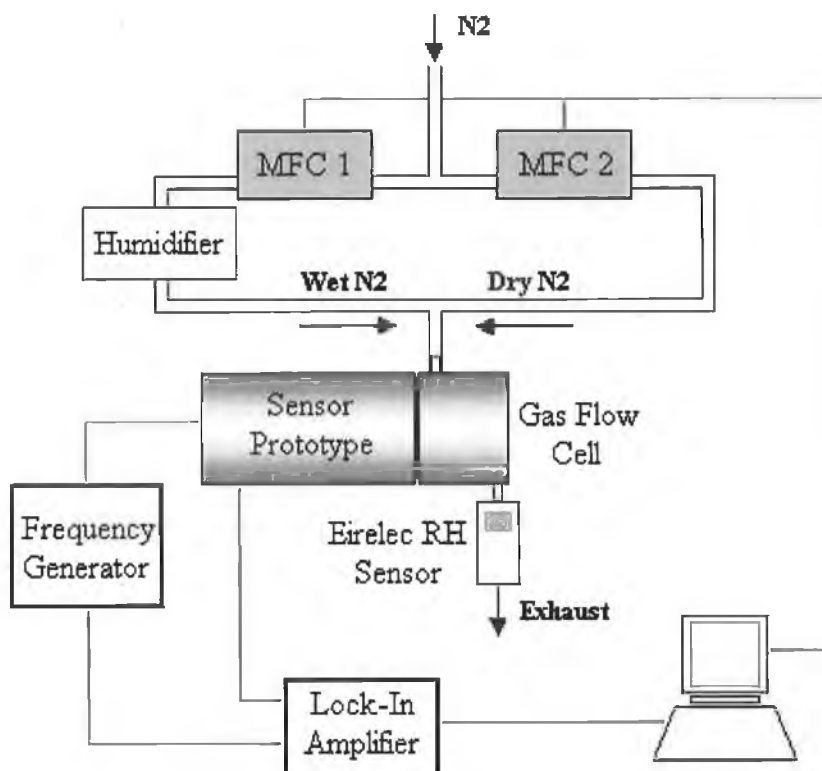 N2
MFC 1
MFC 2
Humidifier
Wet N2
Dry N2
Sensor
Prototype
Gas Flow
Cell
Frequency
Generator
Eirelec RH
Sensor
Exhaust
Lock-In
Amplifier